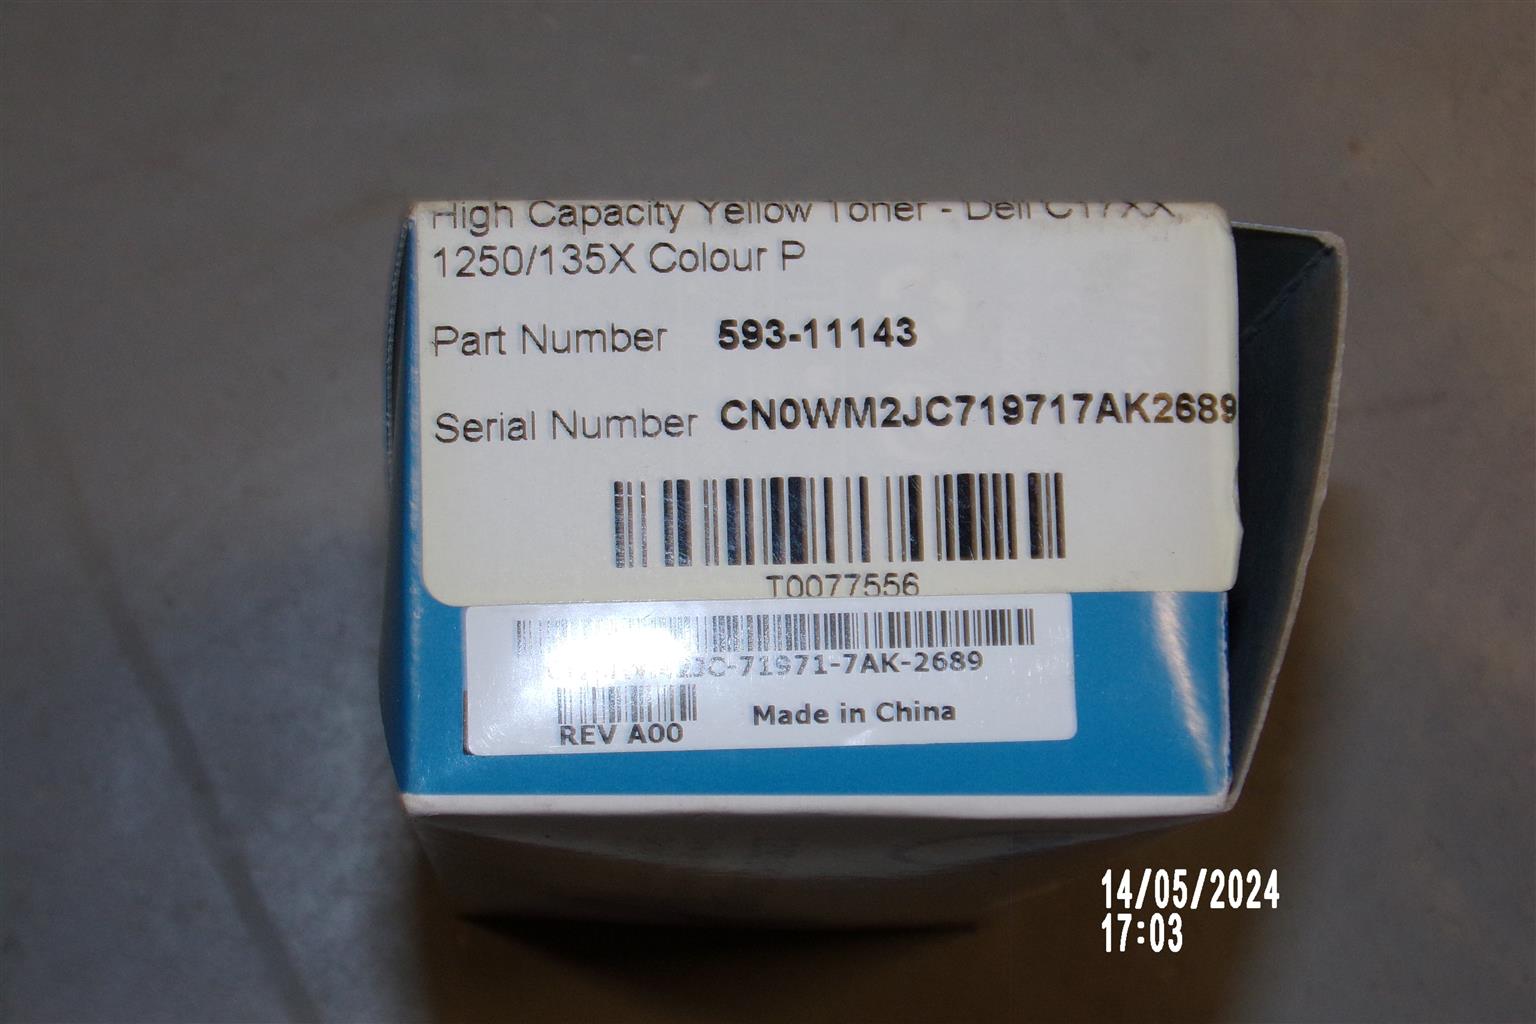 High Capacity Yellow Toner - Dell C17XX,
1250/135X Colour P
Part Number 593-11143
Serial Number CN0WM2JC719717AK2689
T0077556
2JC-71971-7AK-2689
REV A00
Made in China
14/05/2024
17:03